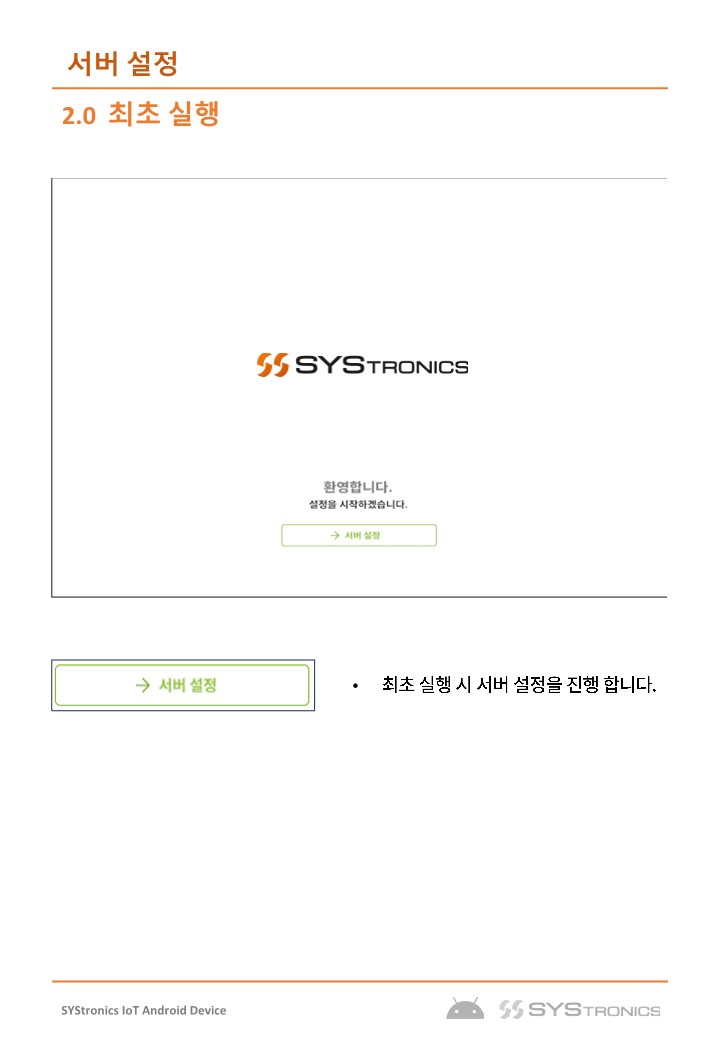 서버 설정
2.0 최초 실행
SYSTRONICS
환영합니다.
설정을 시작하겠습니다.
→ 서버 설정
→ 서버 설정
• 최초 실행 시 서버 설정을 진행 합니다.
SYStronics IoT Android Device
SYSTRONICS